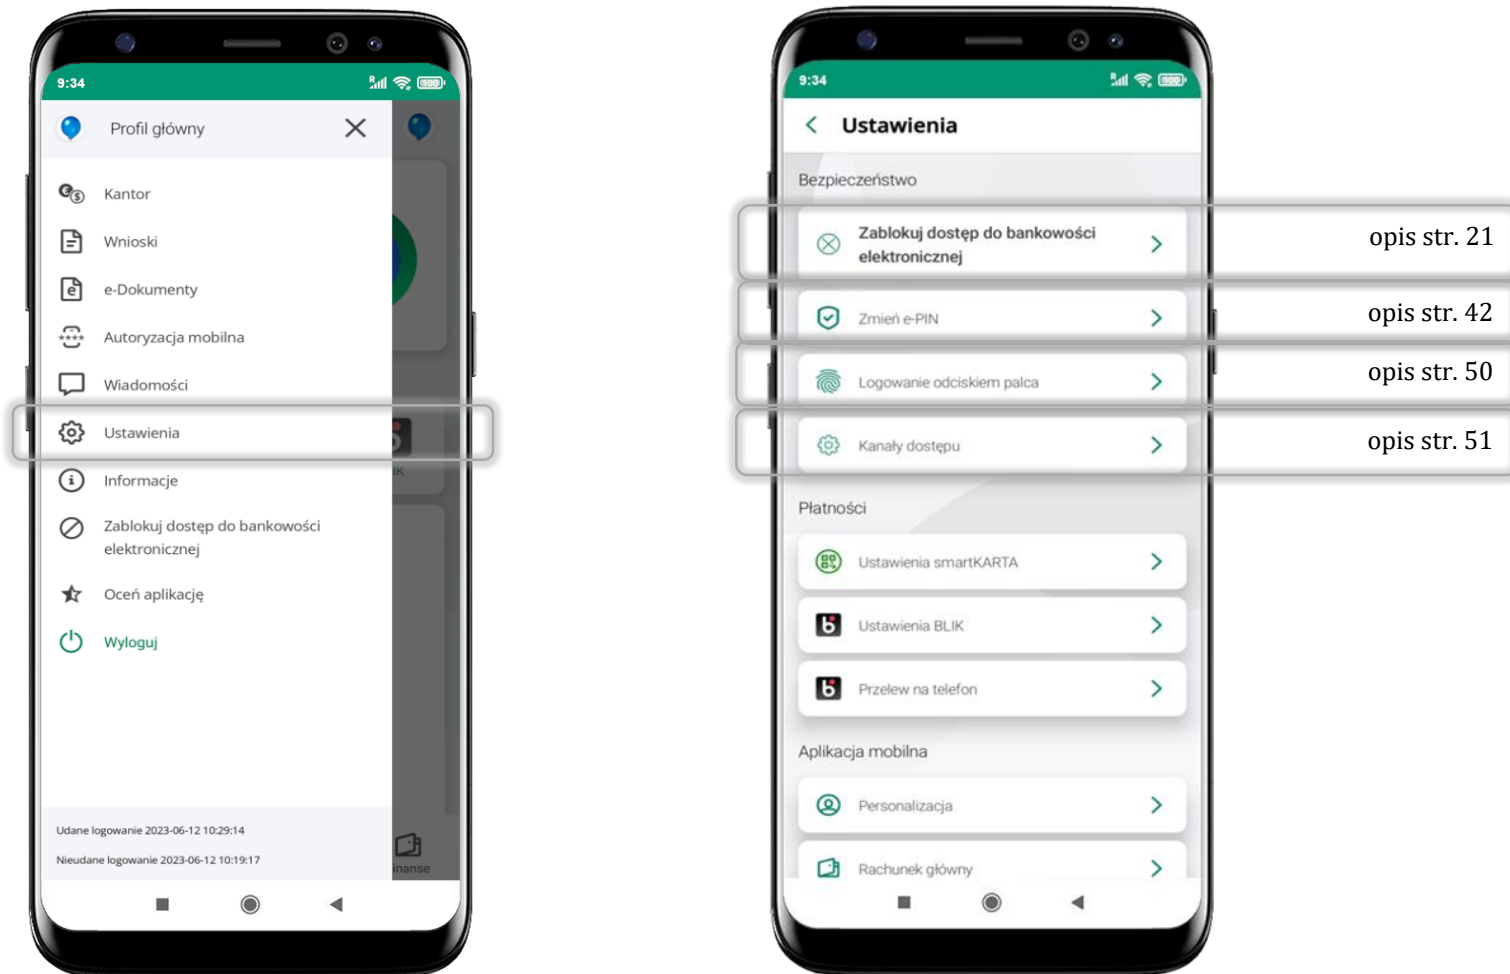 9:34
Profil główny
Kantor
Wnioski
e-Dokumenty
Autoryzacja mobilna
Wiadomości
Ustawienia
IK
Informacje
Zablokuj dostęp do bankowości
elektronicznej
Oceń aplikację
Wyloguj
Udane logowanie 2023-06-12 10:29:14
Nieudane logowanie 2023-06-12 10:19:17
inanse
9:34
Ustawienia
Bezpieczeństwo
Zablokuj dostęp do bankowości
elektronicznej
opis str. 21
Zmień e-PIN
opis str. 42
Logowanie odciskiem palca
opis str. 50
Kanały dostępu
opis str. 51
Płatności
Ustawienia smartKARTA
Ustawienia BLIK
Przelew na telefon
Aplikacja mobilna
Personalizacja
Rachunek główny